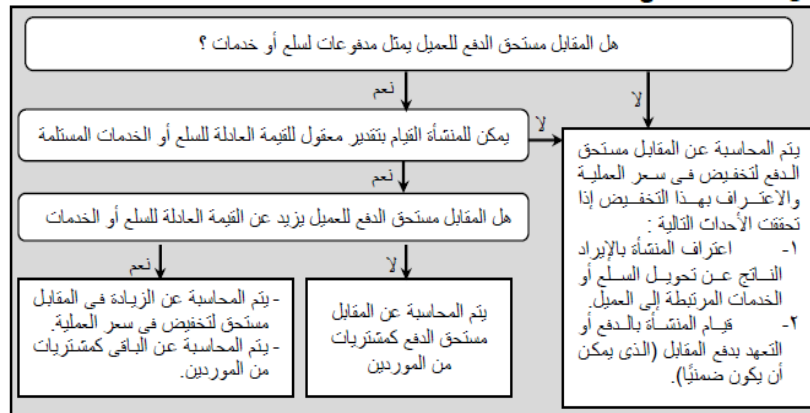 هل المقابل مستحق الدفع للعميل يمثل مدفوعات لسلع أو خدمات ؟
نعم
لا
يمكن للمنشأة القيام بتقدير معقول للقيمة العادلة للسلع أو الخدمات المستلمة
لا
نعم
هل المقابل مستحق الدفع للعميل يزيد عن القيمة العادلة للسلع أو الخدمات
نعم
لا
يتم المحاسبة عن المقابل مستحق
الدفع لتخفيض فى سعر العملية
والاعتراف بهذا التخفيض إذا
تحققت الأحداث التالية :
١- اعتراف المنشأة بالإيراد
الناتج عن تحويل السلع أو
الخدمات المرتبطة إلى العميل.
٢- قيام المنشأة بالدفع أو
التعهد بدفع المقابل (الذى يمكن
أن يكون ضمنيًا).
يتم المحاسبة عن المقابل
مستحق الدفع كمشتريات
من الموردين
- يتم المحاسبة عن الزيادة فى المقابل
مستحق لتخفيض فى سعر العملية.
- يتم المحاسبة عن الباقى كمشتريات
من الموردين.